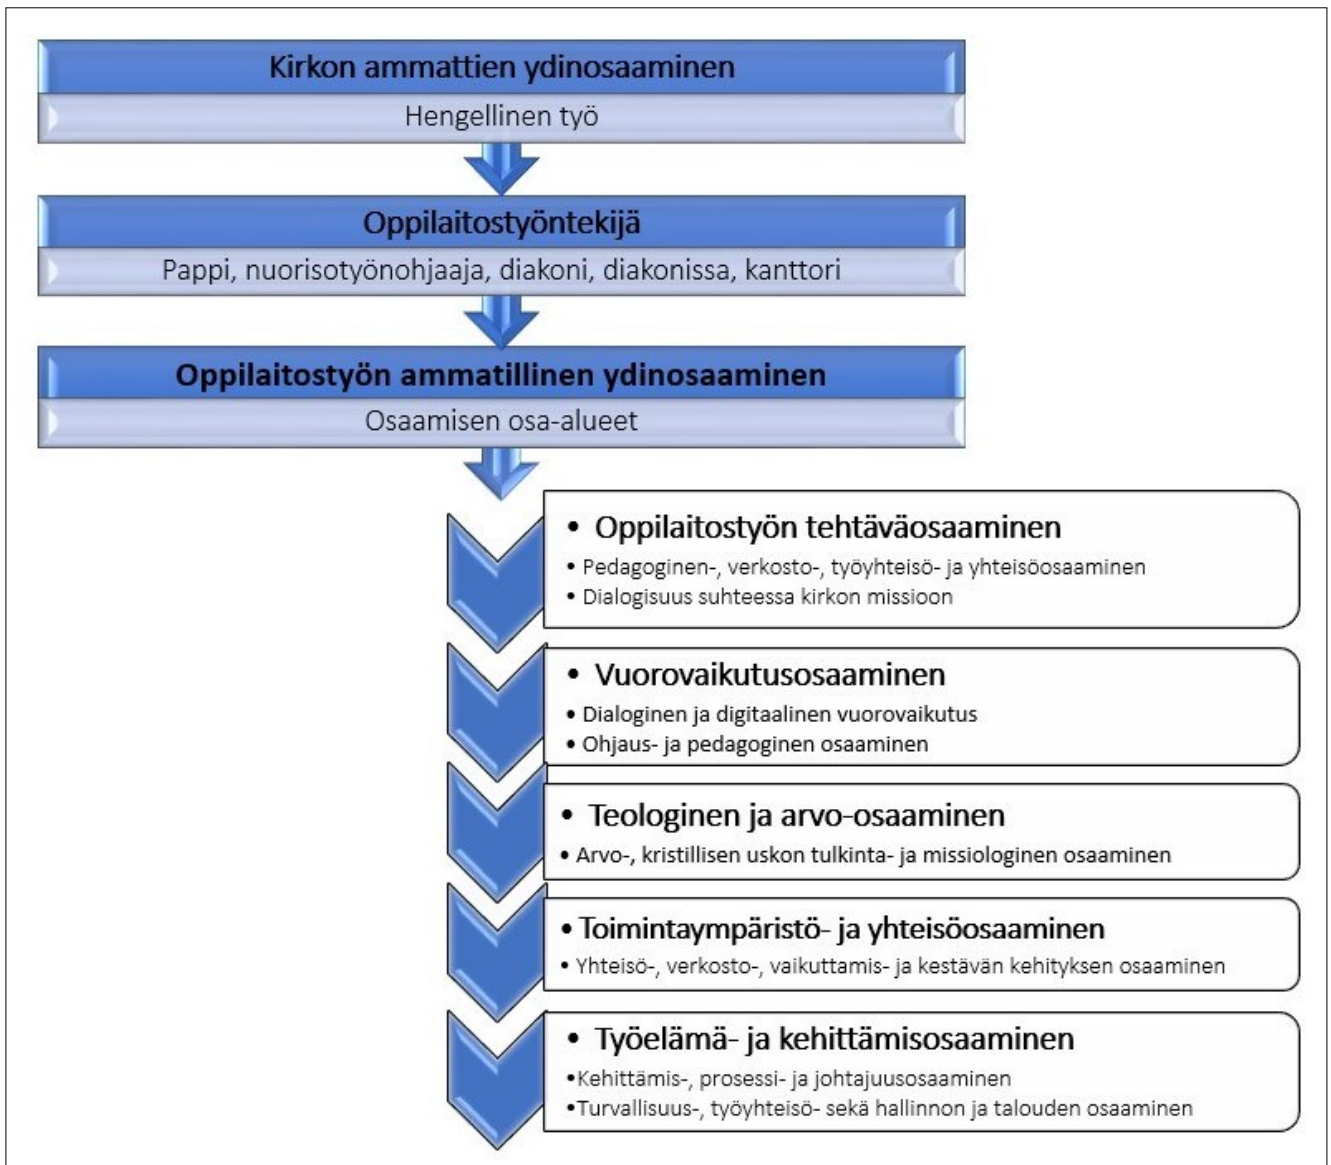 Kirkon ammattien ydinosaaminen
Hengellinen työ
Oppilaitostyöntekijä
Pappi, nuorisotyönohjaaja, diakoni, diakonissa, kanttori
Oppilaitostyön ammatillinen ydinosaaminen
Osaamisen osa-alueet
• Oppilaitostyön tehtäväosaaminen
• Pedagoginen-, verkosto-, työyhteisö- ja yhteisöosaaminen
• Dialogisuus suhteessa kirkon missioon
• Vuorovaikutusosaaminen
• Dialoginen ja digitaalinen vuorovaikutus
• Ohjaus- ja pedagoginen osaaminen
• Teologinen ja arvo-osaaminen
• Arvo-, kristillisen uskon tulkinta- ja missiologinen osaaminen
• Toimintaympäristö- ja yhteisöosaaminen
• Yhteisö-, verkosto-, vaikuttamis- ja kestävän kehityksen osaaminen
• Työelämä- ja kehittämisosaaminen
•Kehittämis-, prosessi- ja johtajuusosaaminen
•Turvallisuus-, työyhteisö- sekä hallinnon ja talouden osaaminen